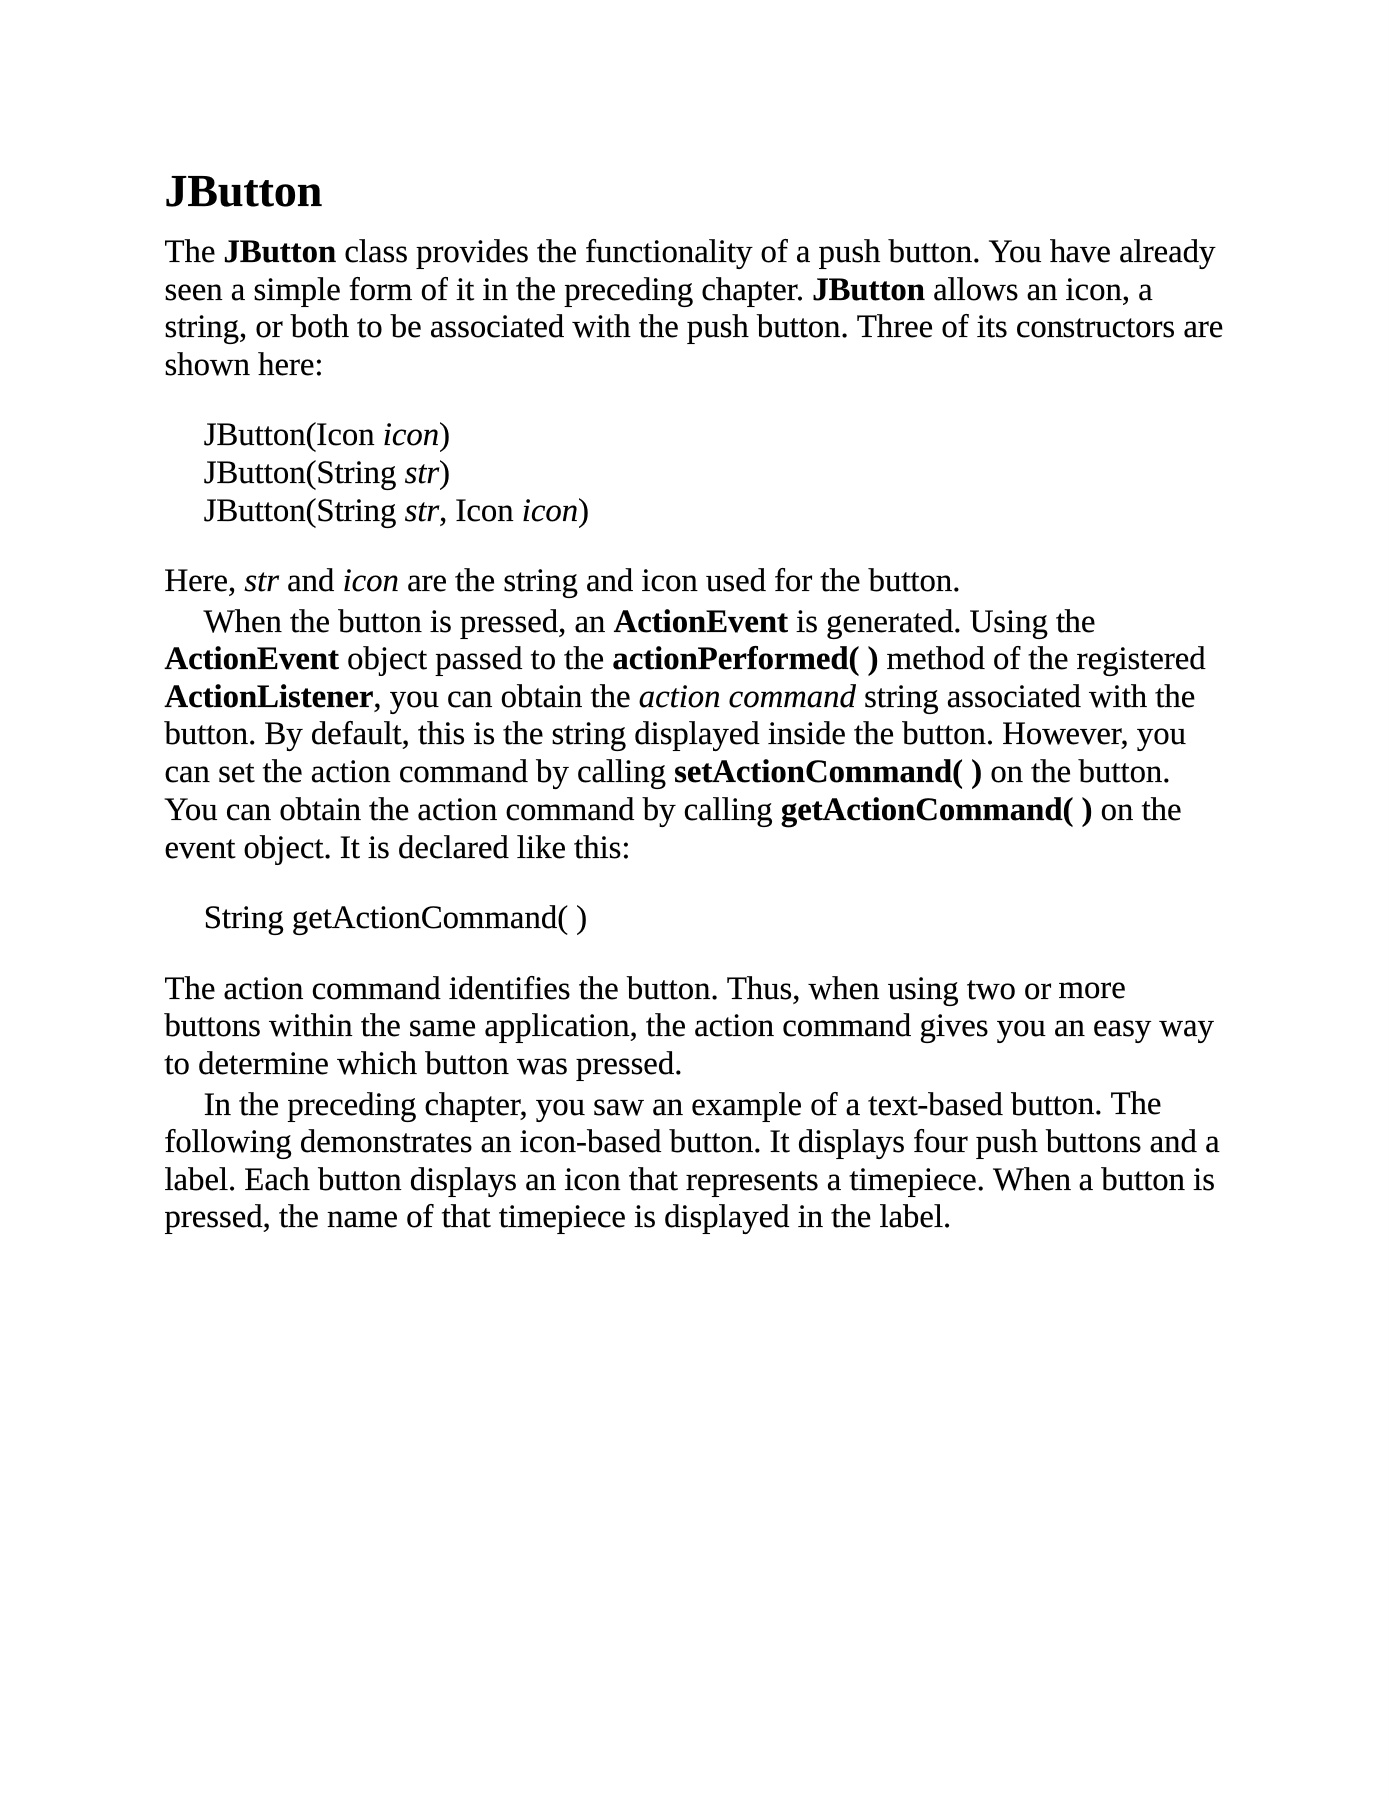 JButton
The JButton class provides the functionality of a push button. You have already
seen a simple form of it in the preceding chapter. JButton allows an icon, a
string, or both to be associated with the push button. Three of its constructors are
shown here:
JButton(Icon icon)
JButton(String str)
JButton(String str, Icon icon)
Here, str and icon are the string and icon used for the button.
When the button is pressed, an ActionEvent is generated. Using the
ActionEvent object passed to the actionPerformed( ) method of the registered
ActionListener, you can obtain the action command string associated with the
button. By default, this is the string displayed inside the button. However, you
can set the action command by calling setActionCommand( ) on the button.
You can obtain the action command by calling getActionCommand( ) on the
event object. It is declared like this:
String getActionCommand( )
The action command identifies the button. Thus, when using two or more
buttons within the same application, the action command gives you an easy way
to determine which button was pressed.
In the preceding chapter, you saw an example of a text-based button. The
following demonstrates an icon-based button. It displays four push buttons and a
label. Each button displays an icon that represents a timepiece. When a button is
pressed, the name of that timepiece is displayed in the label.